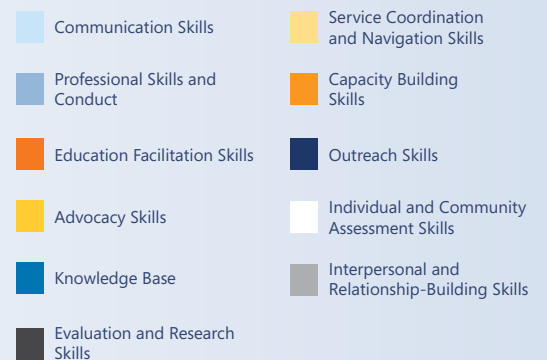 Communication Skills
Professional Skills and
Conduct
Education Facilitation Skills
Advocacy Skills
Knowledge Base
Evaluation and Research
Skills
Service Coordination
and Navigation Skills
Capacity Building
Skills
Outreach Skills
Individual and Community
Assessment Skills
Interpersonal and
Relationship-Building Skills